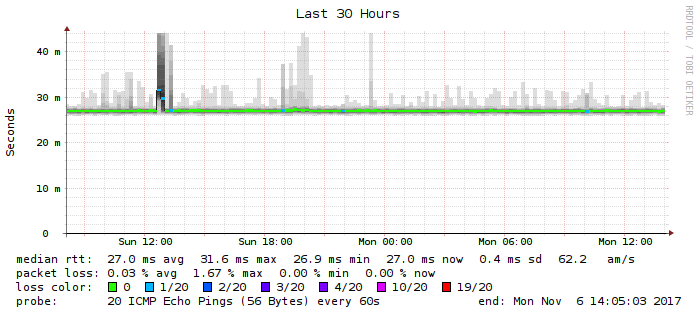 Last 30 Hours
RRDTOOL / TOBI OETIKER
Seconds
40 m
30 m
20 m
10 m
0
Sun 12:00 Sun 18:00 Mon 00:00 Mon 06:00 Mon 12:00
median rtt: 27.0 ms avg 31.6 ms max 26.9 ms min 27.0 ms now 0.4 ms sd 62.2 am/s
packet loss: 0.03 % avg 1.67 % max 0.00 % min 0.00 % now
loss color: 0 1/20 2/20 3/20 4/20 10/20 19/20
probe: 20 ICMP Echo Pings (56 Bytes) every 60s end: Mon Nov 6 14:05:03 2017